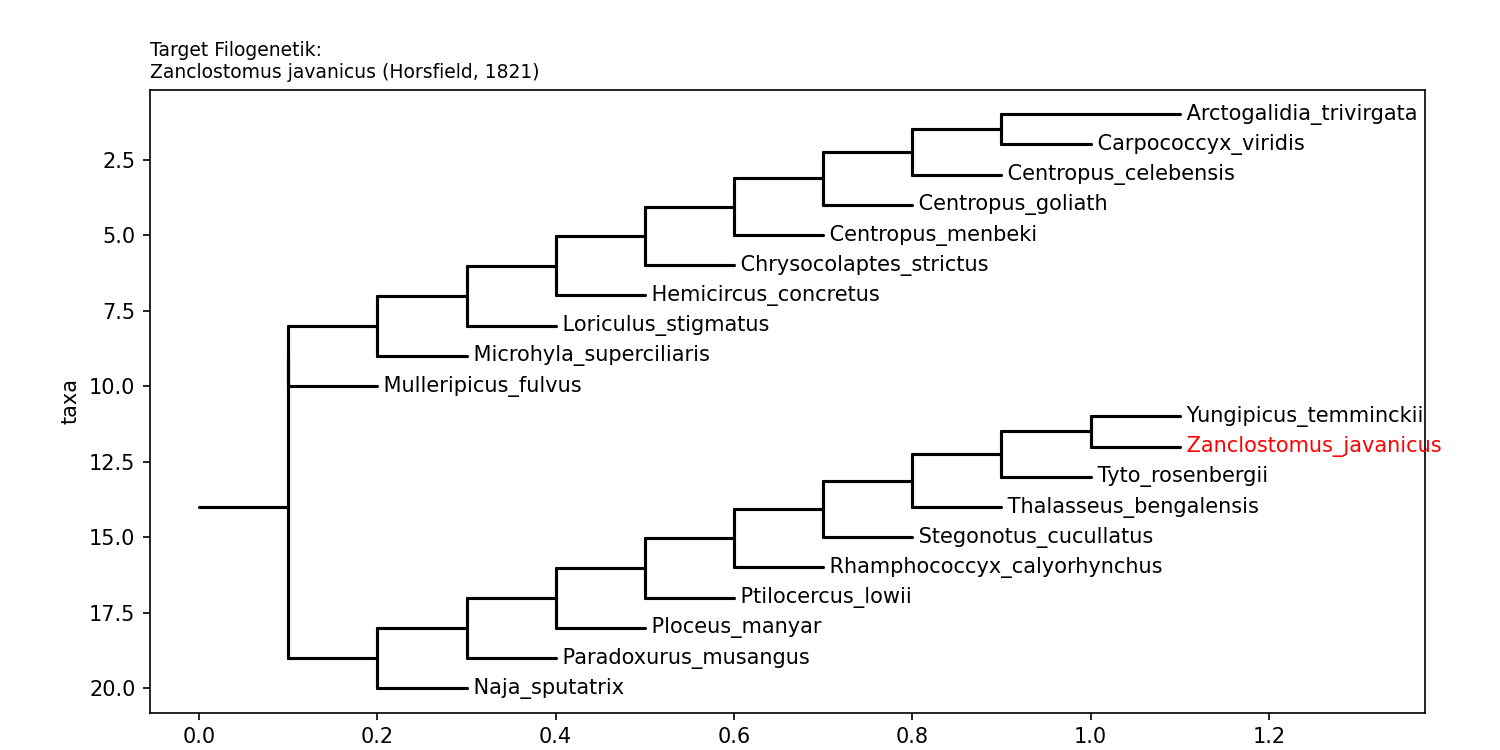 Target Filogenetik:
Zanclostomus javanicus (Horsfield, 1821)
Arctogalidia_trivirgata
Carpococcyx_viridis
2.5
Centropus_celebensis
Centropus_goliath
5.0
Centropus_menbeki
Chrysocolaptes_strictus
Hemicircus_concretus
7.5
Loriculus_stigmatus
Microhyla_superciliaris
10.0
Mulleripicus_fulvus
taxa
Yungipicus_temminckii
Zanclostomus_javanicus
12.5
Tyto_rosenbergii
Thalasseus_bengalensis
15.0
Stegonotus_cucullatus
Rhamphococcyx_calyorhynchus
Ptilocercus_lowii
17.5
Ploceus_manyar
Paradoxurus_musangus
20.0
Naja_sputatrix
0.0 0.2 0.4 0.6 0.8 1.0 1.2